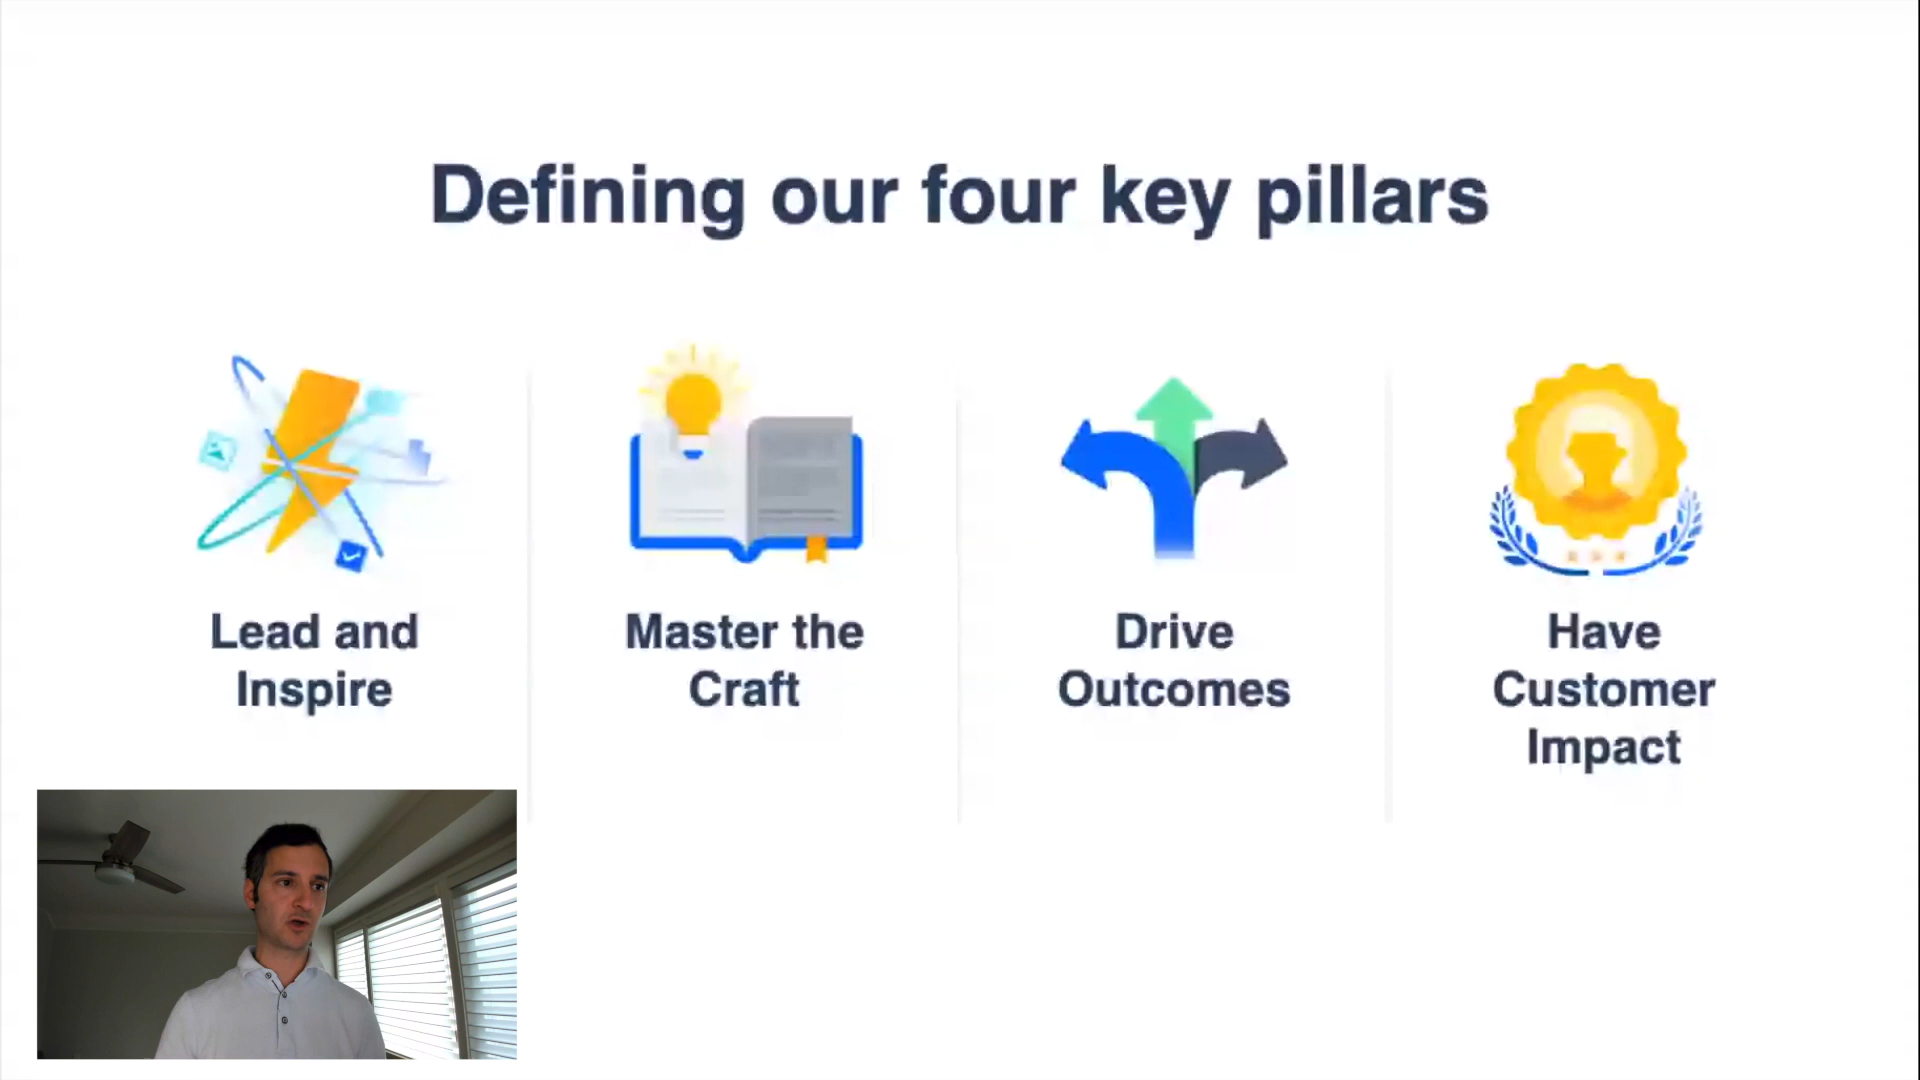 Defining our four key pillars
Lead and
Inspire
Master the
Craft
Drive
Outcomes
Have
Customer
Impact